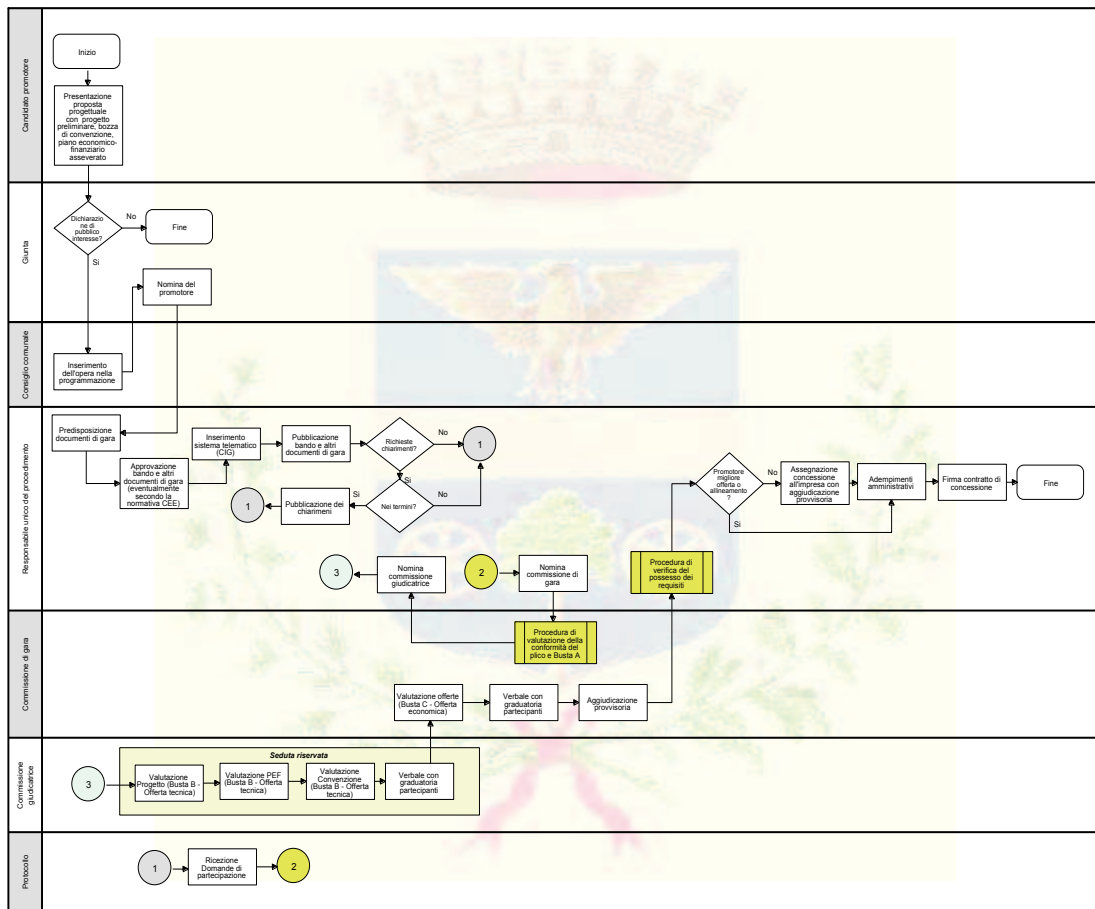 Candidato promotore
Inizio
Presentazione
proposta
progettuale
con progetto
preliminare, bozza
di convenzione,
piano economico-
finanziario
asseverato
Giunta
Dichiarazio
ne di
pubblico
interesse?
No
Fine
Si
Nomina del
promotore
Consiglio comunale
Inserimento
dell'opera nella
programmazione
Responsabile unico del procedimento
Predisposizione
documenti di gara
Approvazione
bando e altri
documenti di gara
(eventualmente
secondo la
normativa CEE)
Inserimento
sistema telematico
(CIG)
Pubblicazione
bando e altri
documenti di gara
Richieste
chiarimenti?
No
1
Si
Nei termini?
No
Si
Pubblicazione dei
chiarimeni
1
Promotore
migliore
offerta o
allineamento
?
No
Si
Assegnazione
concessione
all'impresa con
aggiudicazione
provvisoria
Adempimenti
amministrativi
Firma contratto di
concessione
Fine
3
Nomina
commissione
giudicatrice
2
Nomina
commissione di
gara
Procedura di
verifica del
possesso dei
requisiti
Commissione di gara
Procedura di
valutazione della
conformità del
plico e Busta A
Valutazione offerte
(Busta C - Offerta
economica)
Verbale con
graduatoria
partecipanti
Aggiudicazione
provvisoria
Commissione
giudicatrice
Seduta riservata
3
Valutazione
Progetto (Busta B -
Offerta tecnica)
Valutazione PEF
(Busta B - Offerta
tecnica)
Valutazione
Convenzione
(Busta B - Offerta
tecnica)
Verbale con
graduatoria
partecipanti
Protocollo
1
Ricezione
Domande di
partecipazione
2